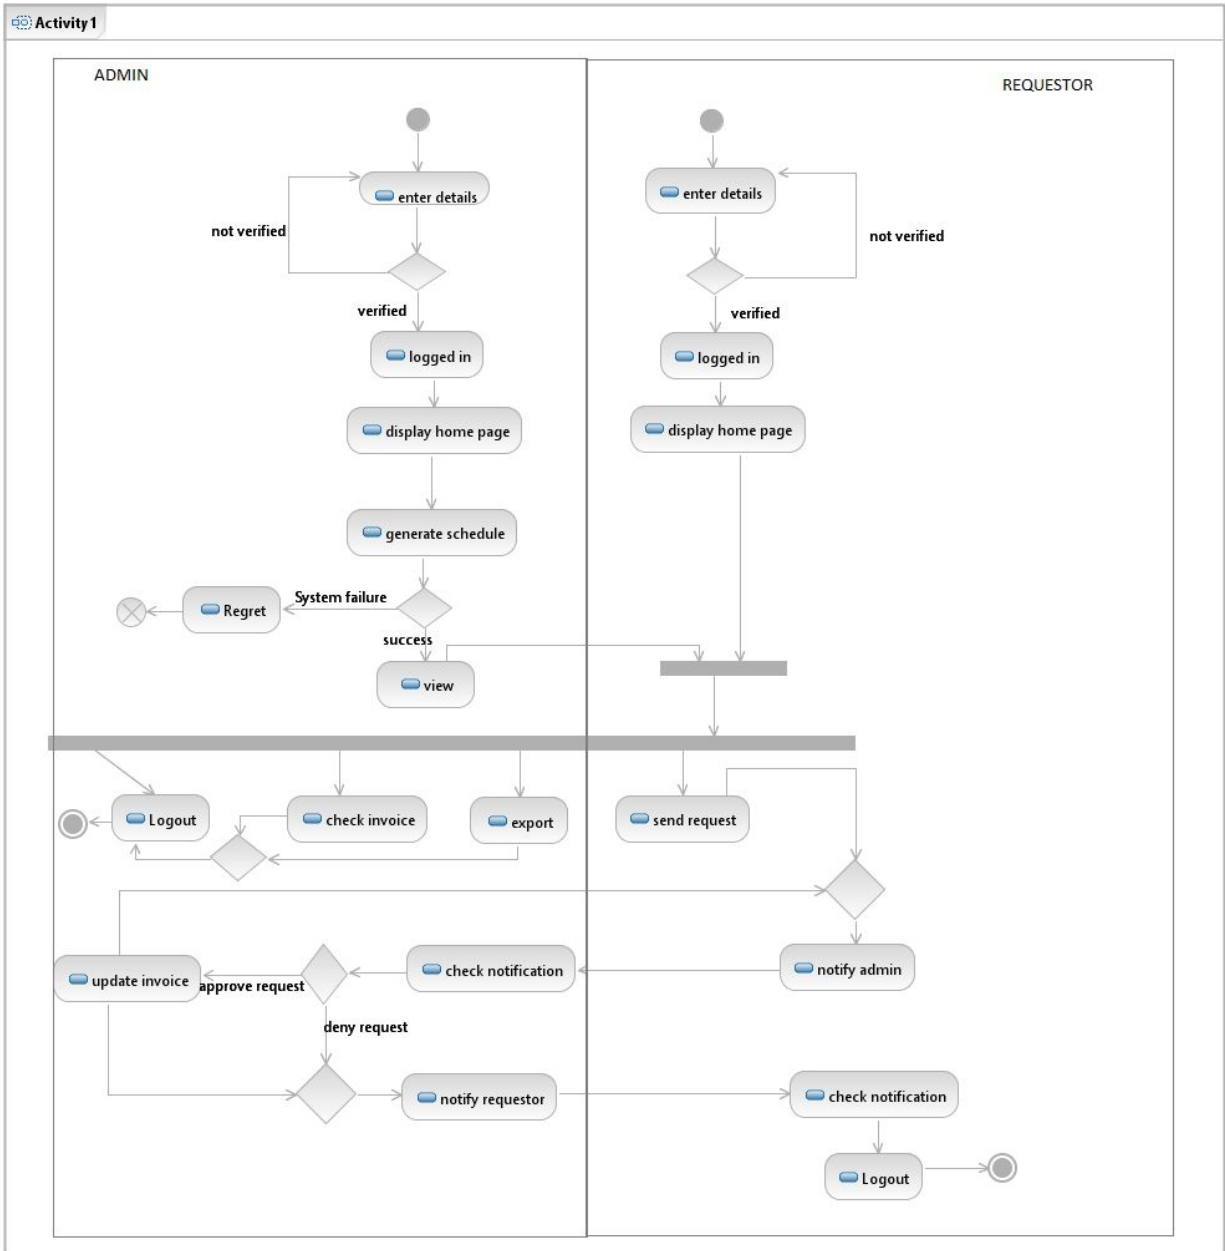 Activity1
ADMIN
REQUESTOR
enter details
enter details
not verified
not verified
verified
verified
logged in
logged in
display home page
display home page
generate schedule
System failure
Regret
success
view
Logout
check invoice
export
send request
check notification
notify admin
update invoice
approve request
deny request
notify requestor
check notification
Logout